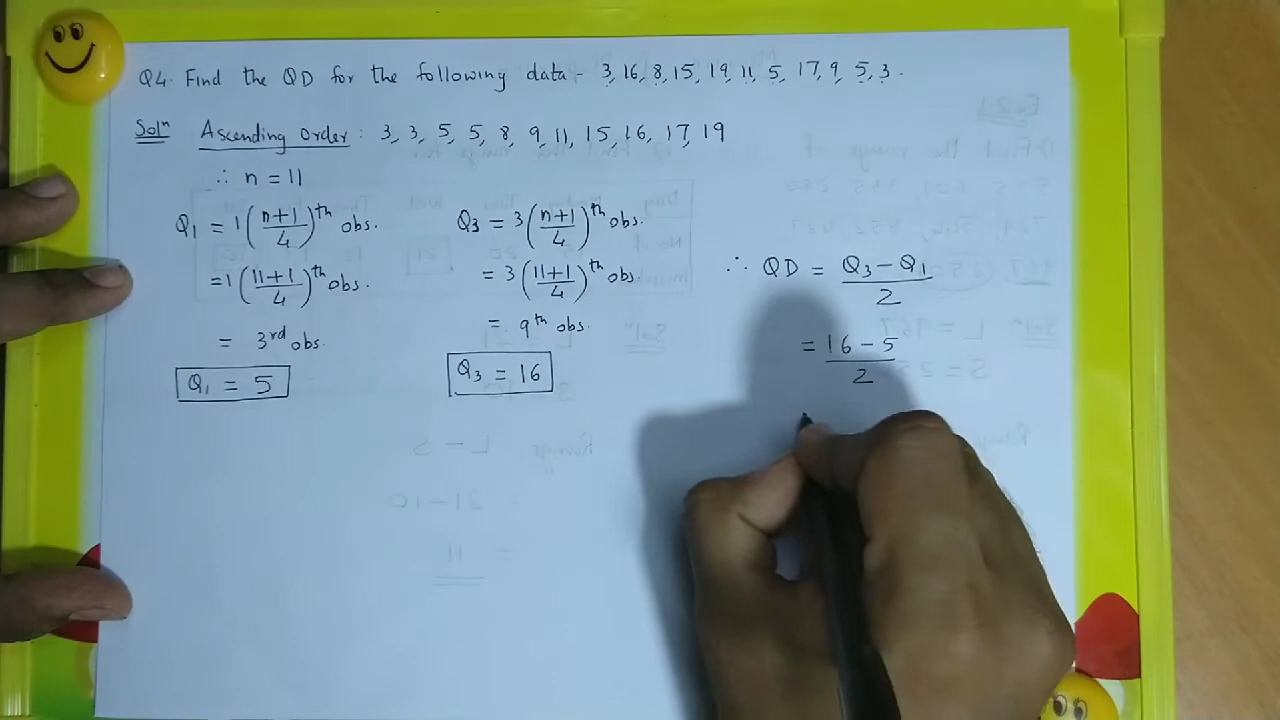 Q4. Find the QD for the following data - 3, 16, 8, 15, 19, 11, 5, 17, 9, 5, 3.
Solⁿ Ascending Order : 3, 3, 5, 5, 8, 9, 11, 15, 16, 17, 19
∴ n = 11
Q₁ = 1(n+1/4)ᵗʰ obs.
= 1(11+1/4)ᵗʰ obs.
= 3ʳᵈ obs.
Q₁ = 5
Q₃ = 3(n+1/4)ᵗʰ obs.
= 3(11+1/4)ᵗʰ obs.
= 9ᵗʰ obs.
Q₃ = 16
∴ QD = Q₃ - Q₁ / 2
= 16 - 5 / 2